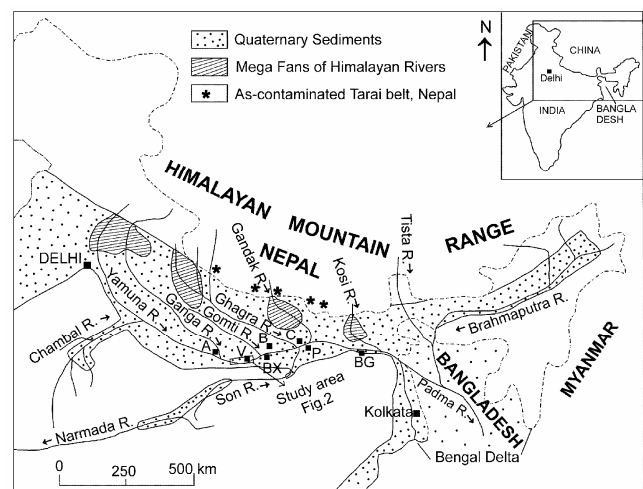 Quaternary Sediments
Mega Fans of Himalayan Rivers
* As-contaminated Tarai belt, Nepal
N
PAKISTAN
CHINA
Delhi
INDIA
BANGLA
DESH
HIMALAYAN MOUNTAIN RANGE
NEPAL
DELHI
Yamuna R.
Ganga R.
Gomti R.
Ghagra R.
Gandak R.
Kosi R.
Tista R.
Brahmaputra R.
Chambal R.
A
V
B
BX
C
P
BG
Son R.
Study area
Fig.2
Narmada R.
Kolkata
Padma R.
BANGLADESH
MYANMAR
Bengal Delta
0 250 500 km